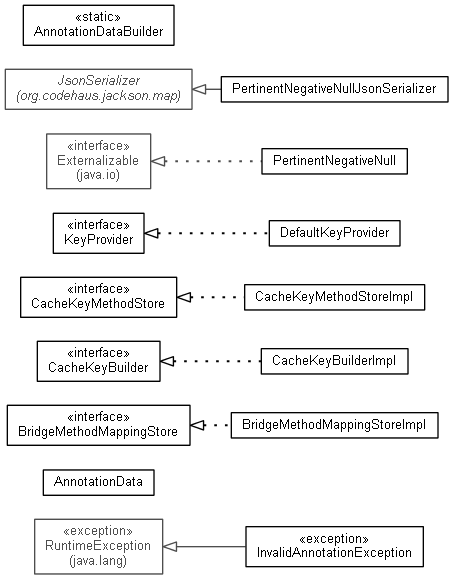 «static»
AnnotationDataBuilder
JsonSerializer
(org.codehaus.jackson.map)
PertinentNegativeNullJsonSerializer
«interface»
Externalizable
(java.io)
PertinentNegativeNull
«interface»
KeyProvider
DefaultKeyProvider
«interface»
CacheKeyMethodStore
CacheKeyMethodStoreImpl
«interface»
CacheKeyBuilder
CacheKeyBuilderImpl
«interface»
BridgeMethodMappingStore
BridgeMethodMappingStoreImpl
AnnotationData
«exception»
RuntimeException
(java.lang)
«exception»
InvalidAnnotationException